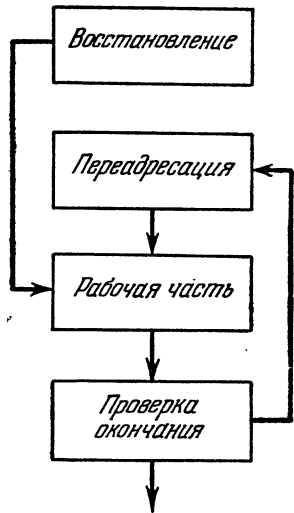 Восстановление
Переадресация
Рабочая часть
Проверка
окончания